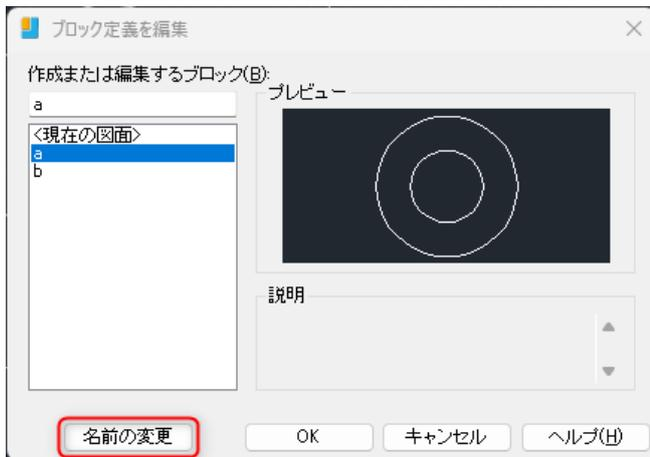 ブロック定義を編集
作成または編集するブロック(B):
a
<現在の図面>
a
b
プレビュー
説明
名前の変更
OK
キャンセル
ヘルプ(H)